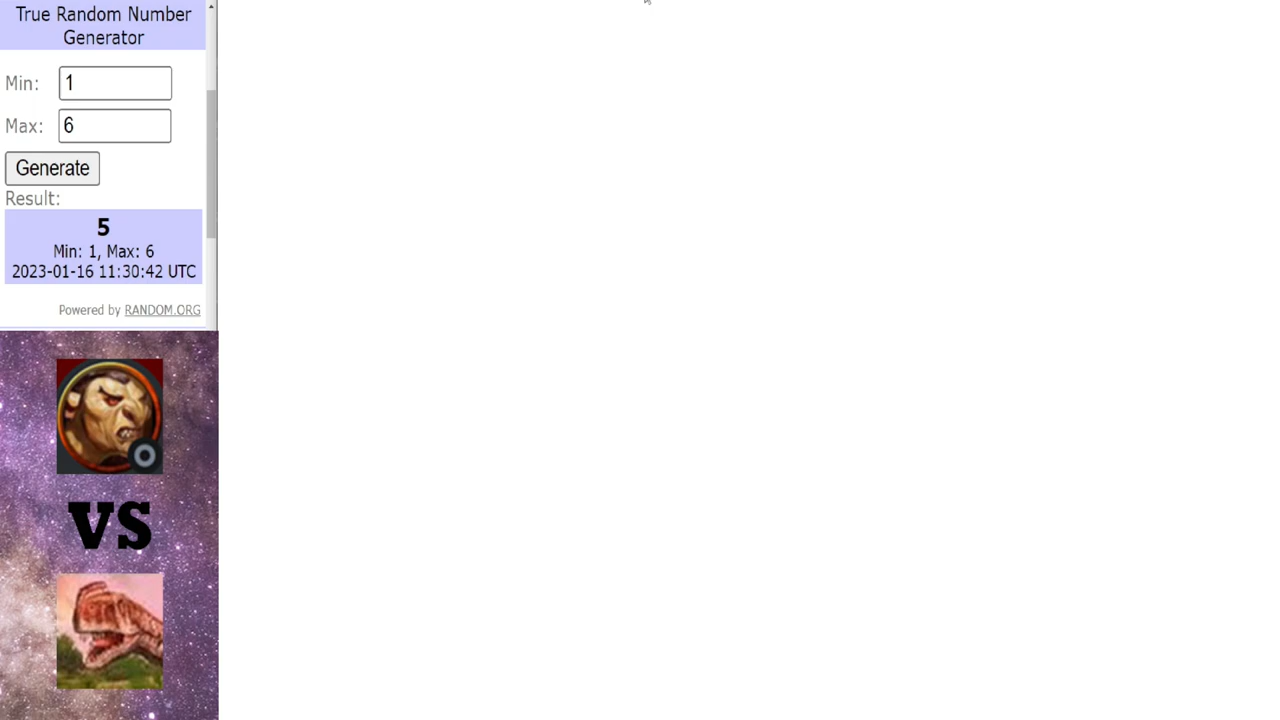 True Random Number
Generator
Min: 1
Max: 6
Generate
Result:
5
Min: 1, Max: 6
2023-01-16 11:30:42 UTC
Powered by RANDOM.ORG
VS